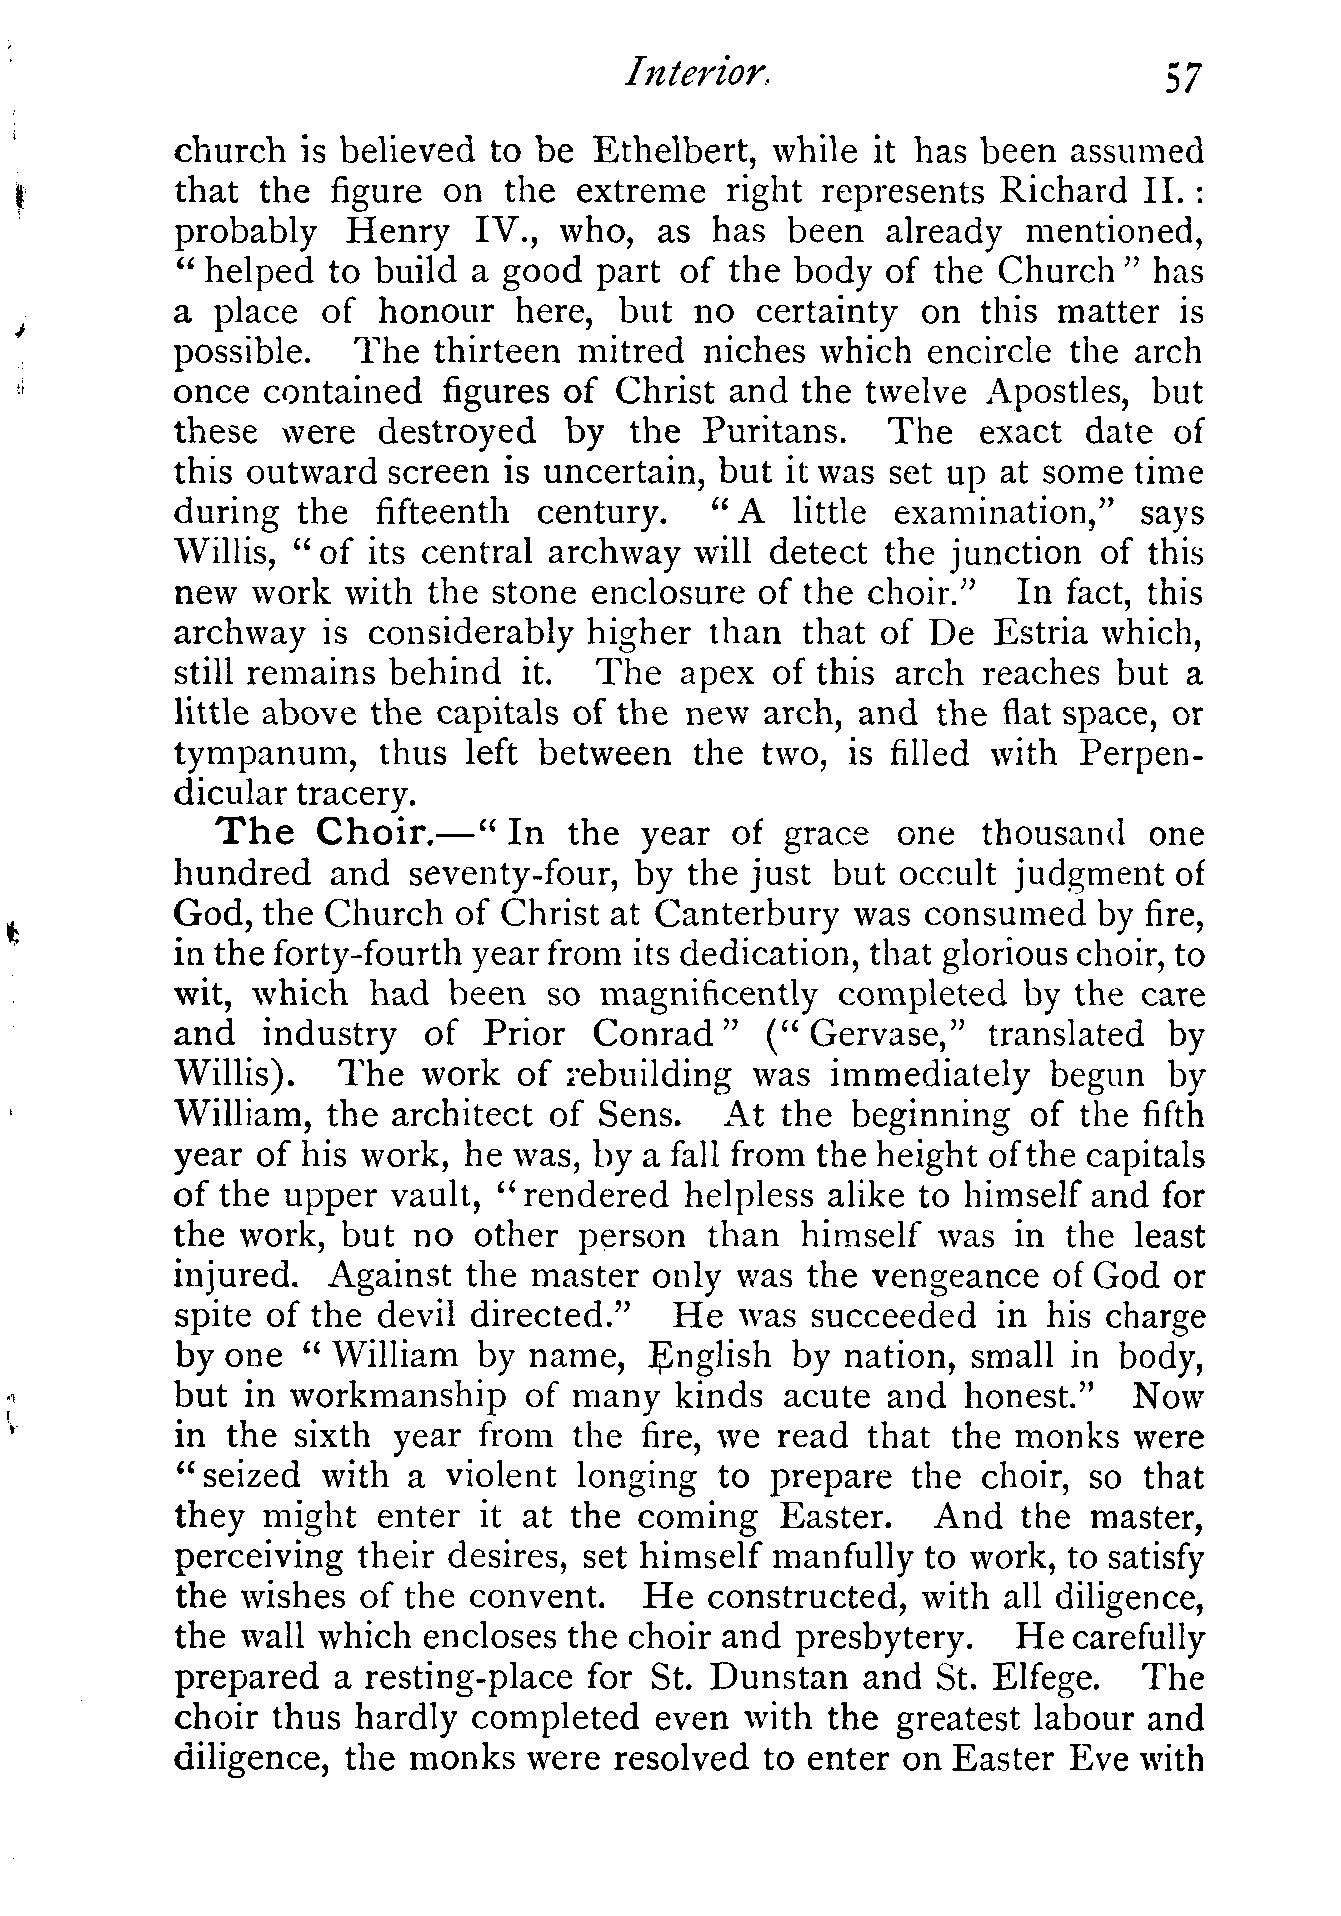 Interior. 57
church is believed to be Ethelbert, while it has been assumed
that the figure on the extreme right represents Richard II. :
probably Henry IV., who, as has been already mentioned,
“ helped to build a good part of the body of the Church ” has
a place of honour here, but no certainty on this matter is
possible. The thirteen mitred niches which encircle the arch
once contained figures of Christ and the twelve Apostles, but
these were destroyed by the Puritans. The exact date of
this outward screen is uncertain, but it was set up at some time
during the fifteenth century. “ A little examination,” says
Willis, “ of its central archway will detect the junction of this
new work with the stone enclosure of the choir.” In fact, this
archway is considerably higher than that of De Estria which,
still remains behind it. The apex of this arch reaches but a
little above the capitals of the new arch, and the flat space, or
tympanum, thus left between the two, is filled with Perpen-
dicular tracery.
The Choir.—“ In the year of grace one thousand one
hundred and seventy-four, by the just but occult judgment of
God, the Church of Christ at Canterbury was consumed by fire,
in the forty-fourth year from its dedication, that glorious choir, to
wit, which had been so magnificently completed by the care
and industry of Prior Conrad ” (“ Gervase,” translated by
Willis). The work of rebuilding was immediately begun by
William, the architect of Sens. At the beginning of the fifth
year of his work, he was, by a fall from the height of the capitals
of the upper vault, “ rendered helpless alike to himself and for
the work, but no other person than himself was in the least
injured. Against the master only was the vengeance of God or
spite of the devil directed.” He was succeeded in his charge
by one “ William by name, English by nation, small in body,
but in workmanship of many kinds acute and honest.” Now
in the sixth year from the fire, we read that the monks were
“ seized with a violent longing to prepare the choir, so that
they might enter it at the coming Easter. And the master,
perceiving their desires, set himself manfully to work, to satisfy
the wishes of the convent. He constructed, with all diligence,
the wall which encloses the choir and presbytery. He carefully
prepared a resting-place for St. Dunstan and St. Elfege. The
choir thus hardly completed even with the greatest labour and
diligence, the monks were resolved to enter on Easter Eve with